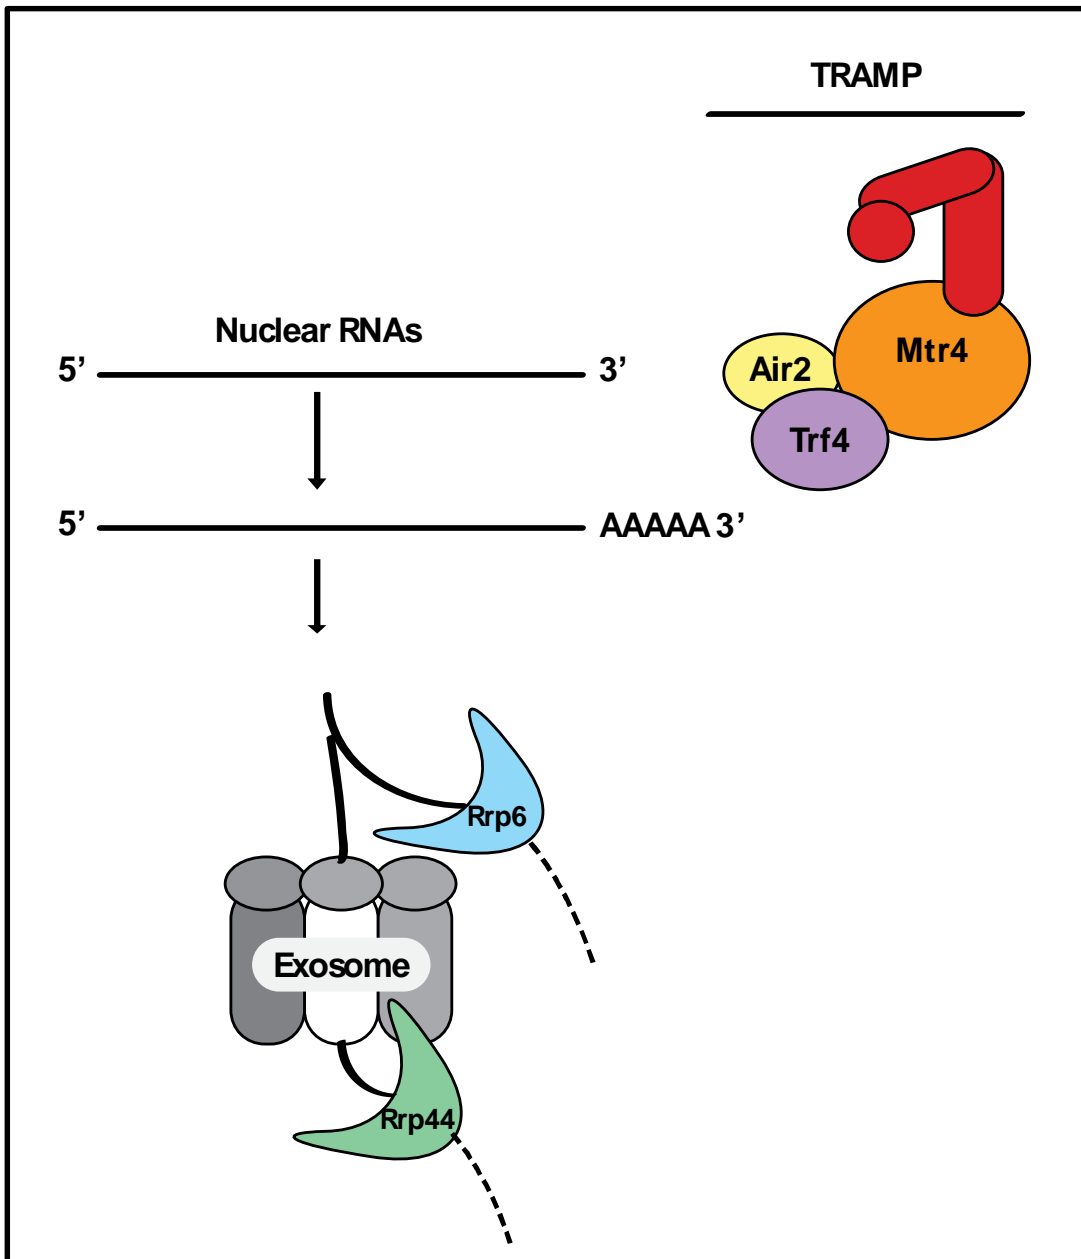 TRAMP
Nuclear RNAs
5’ 3’
Air2
Mtr4
Trf4
5’ AAAAA 3’
Rrp6
Exosome
Rrp44